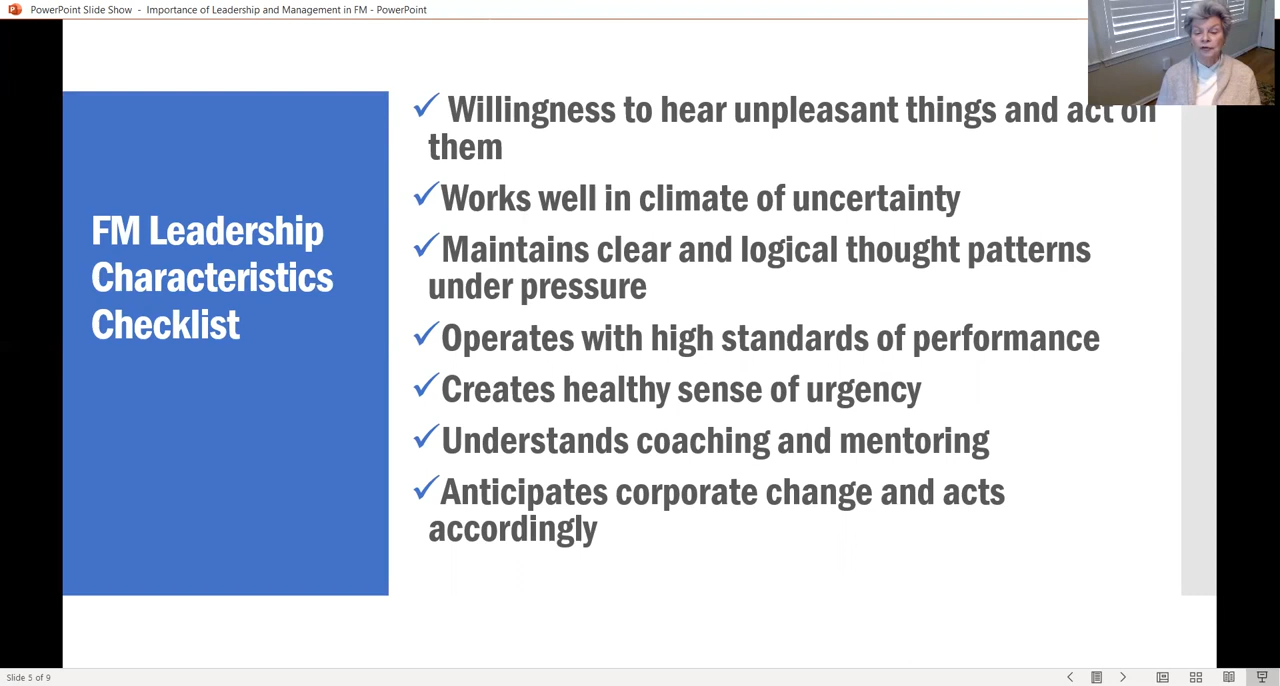 PowerPoint Slide Show - Importance of Leadership and Management in FM - PowerPoint
FM Leadership
Characteristics
Checklist
✓ Willingness to hear unpleasant things and act on
them
✓Works well in climate of uncertainty
✓Maintains clear and logical thought patterns
under pressure
✓Operates with high standards of performance
✓Creates healthy sense of urgency
✓Understands coaching and mentoring
✓Anticipates corporate change and acts
accordingly
Slide 5 of 9